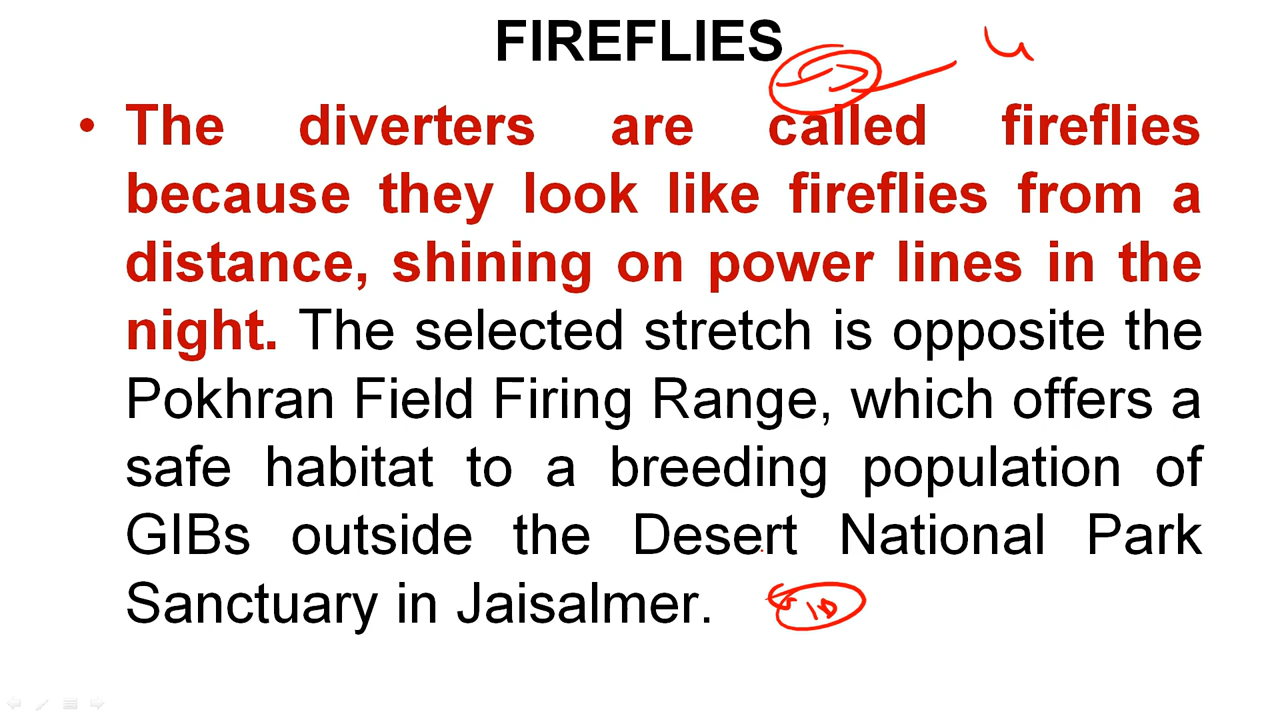 FIREFLIES
• The diverters are called fireflies
because they look like fireflies from a
distance, shining on power lines in the
night. The selected stretch is opposite the
Pokhran Field Firing Range, which offers a
safe habitat to a breeding population of
GIBs outside the Desert National Park
Sanctuary in Jaisalmer.